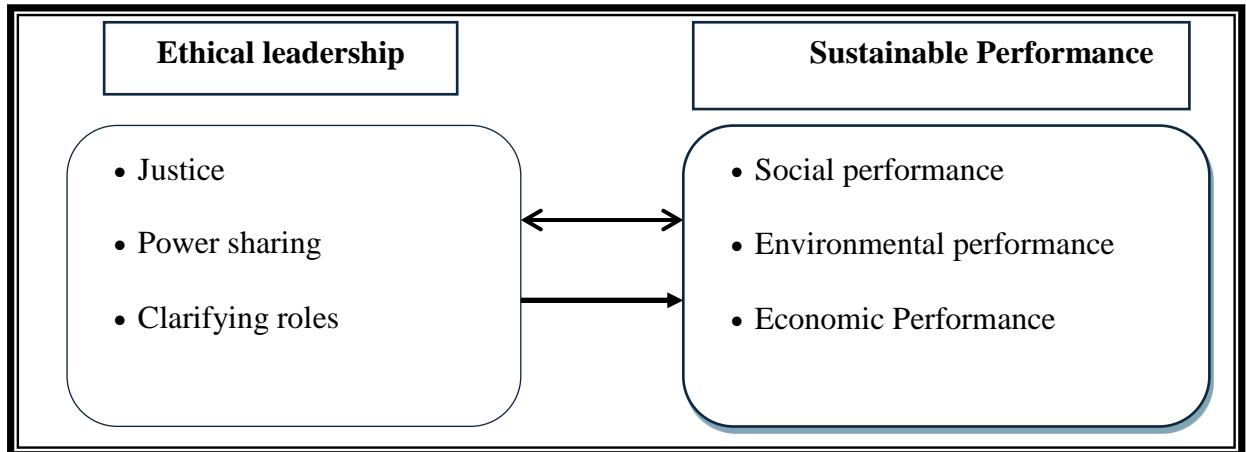 Ethical leadership
Sustainable Performance
• Justice
• Power sharing
• Clarifying roles
• Social performance
• Environmental performance
• Economic Performance